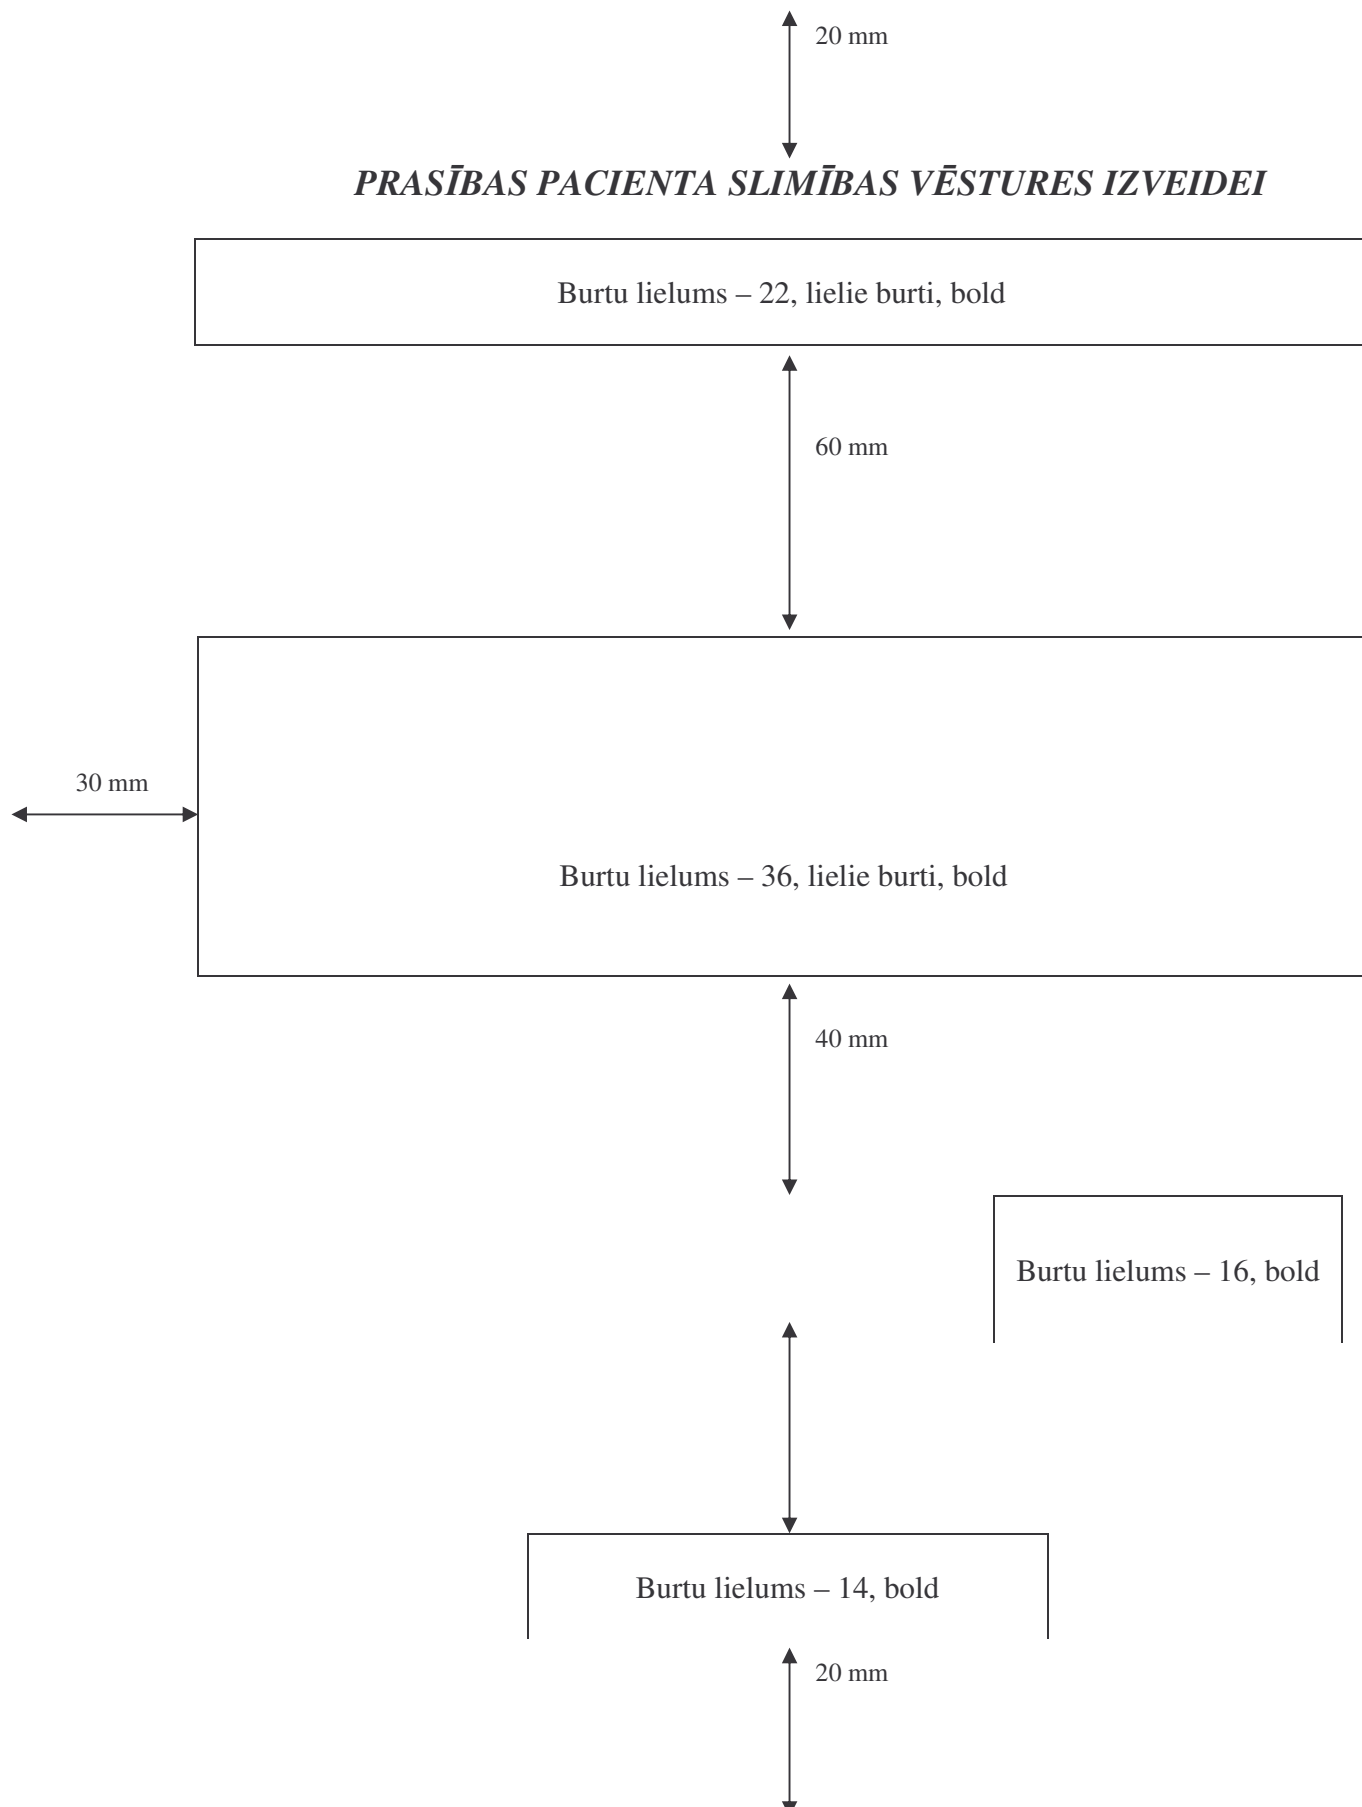 20 mm
PRASĪBAS PACIENTA SLIMĪBAS VĒSTURES IZVEIDEI
Burtu lielums – 22, lielie burti, bold
60 mm
30 mm
Burtu lielums – 36, lielie burti, bold
40 mm
Burtu lielums – 16, bold
Burtu lielums – 14, bold
20 mm